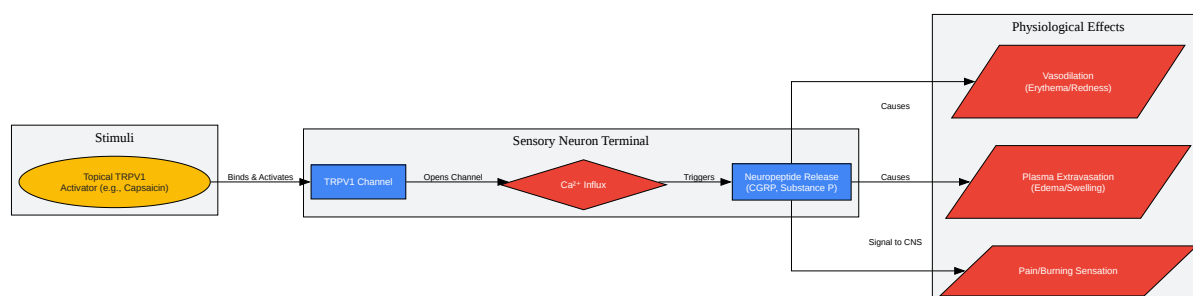 Physiological Effects
Vasodilation
(Erythema/Redness)
Causes
Stimuli
Sensory Neuron Terminal
Topical TRPV1
Activator (e.g., Capsaicin)
Binds & Activates
TRPV1 Channel
Opens Channel
Ca²⁺ Influx
Triggers
Neuropeptide Release
(CGRP, Substance P)
Causes
Plasma Extravasation
(Edema/Swelling)
Signal to CNS
Pain/Burning Sensation